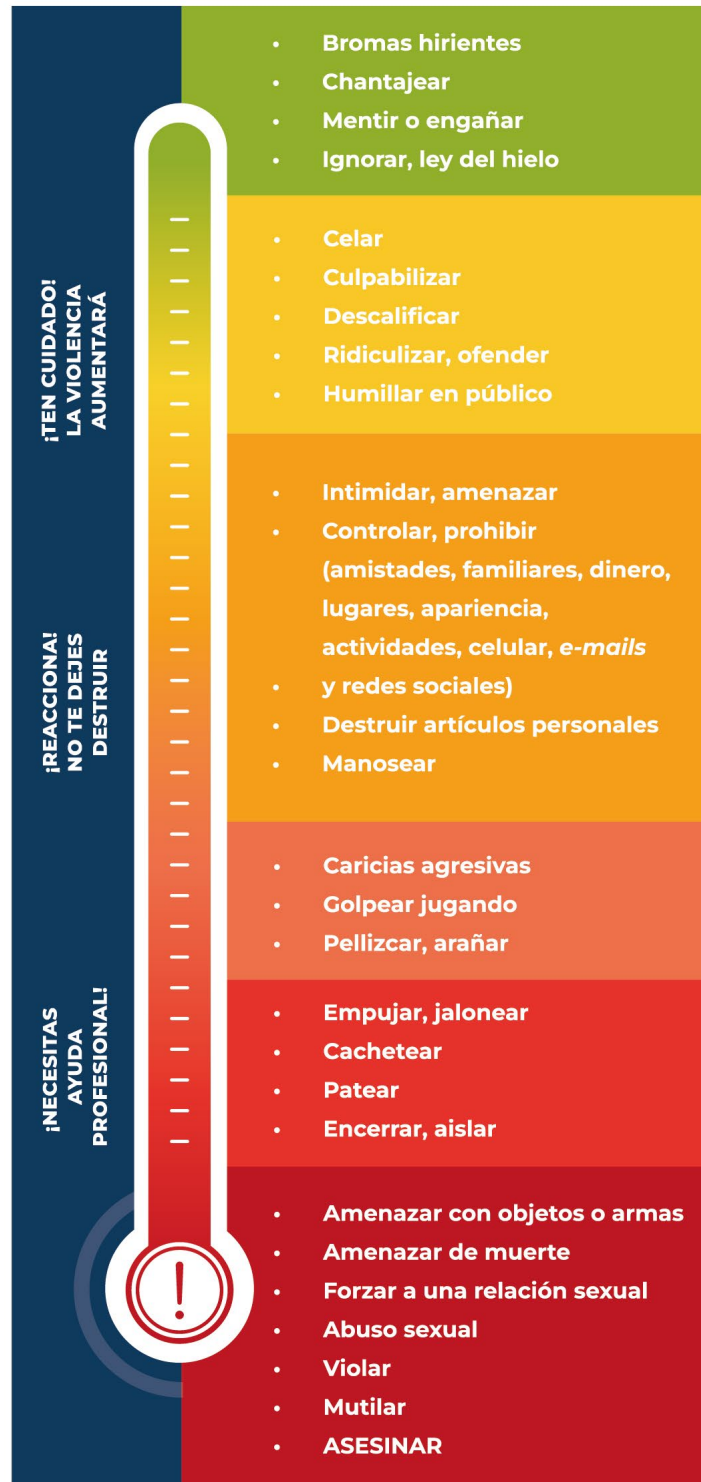 • Bromas hirientes
• Chantajear
• Mentir o engañar
• Ignorar, ley del hielo
¡TEN CUIDADO!
LA VIOLENCIA
AUMENTARÁ
• Celar
• Culpabilizar
• Descalificar
• Ridiculizar, ofender
• Humillar en público
¡REACCIONA!
NO TE DEJES
DESTRUIR
• Intimidar, amenazar
• Controlar, prohibir
(amistades, familiares, dinero,
lugares, apariencia,
actividades, celular, e-mails
• y redes sociales)
• Destruir artículos personales
• Manosear
¡NECESITAS
AYUDA
PROFESIONAL!
• Caricias agresivas
• Golpear jugando
• Pellizcar, arañar
• Empujar, jalonear
• Cachetear
• Patear
• Encerrar, aislar
!
• Amenazar con objetos o armas
• Amenazar de muerte
• Forzar a una relación sexual
• Abuso sexual
• Violar
• Mutilar
• ASESINAR